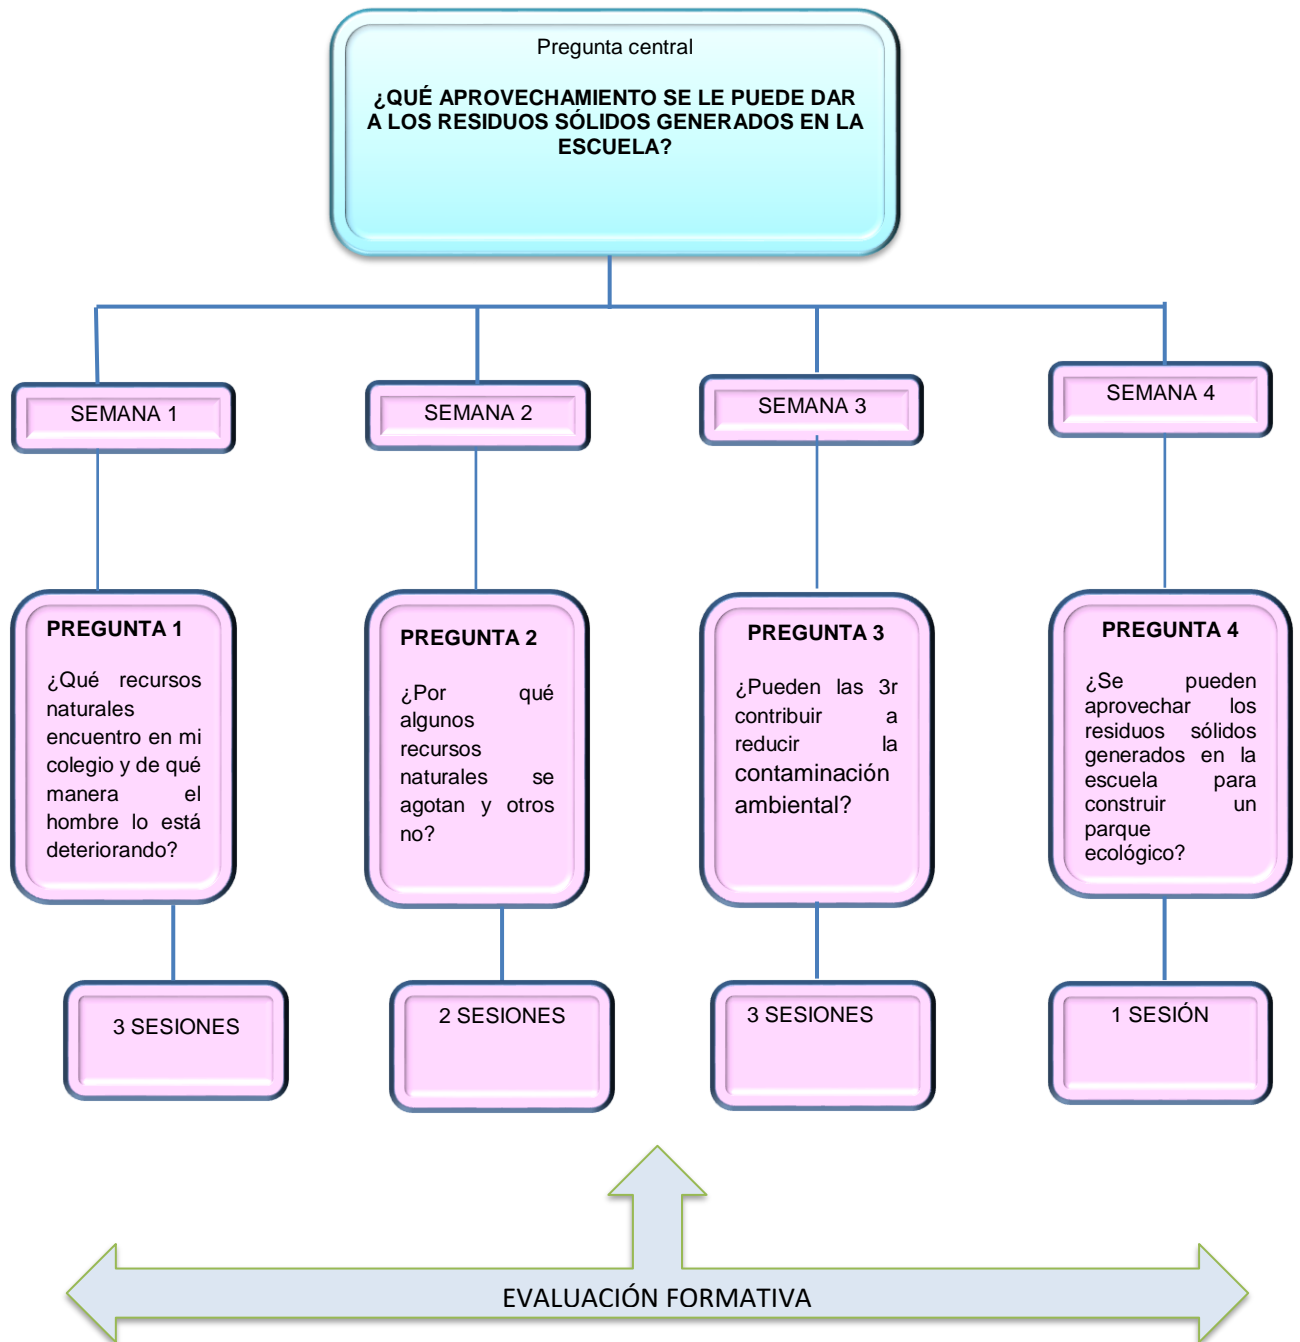 Pregunta central
¿QUÉ APROVECHAMIENTO SE LE PUEDE DAR
A LOS RESIDUOS SÓLIDOS GENERADOS EN LA
ESCUELA?
SEMANA 1
SEMANA 2
SEMANA 3
SEMANA 4
PREGUNTA 1
¿Qué recursos
naturales
encuentro en mi
colegio y de qué
manera el
hombre lo está
deteriorando?
PREGUNTA 2
¿Por qué
algunos
recursos
naturales se
agotan y otros
no?
PREGUNTA 3
¿Pueden las 3r
contribuir a
reducir la
contaminación
ambiental?
PREGUNTA 4
¿Se pueden
aprovechar los
residuos sólidos
generados en la
escuela para
construir un
parque
ecológico?
3 SESIONES
2 SESIONES
3 SESIONES
1 SESIÓN
EVALUACIÓN FORMATIVA